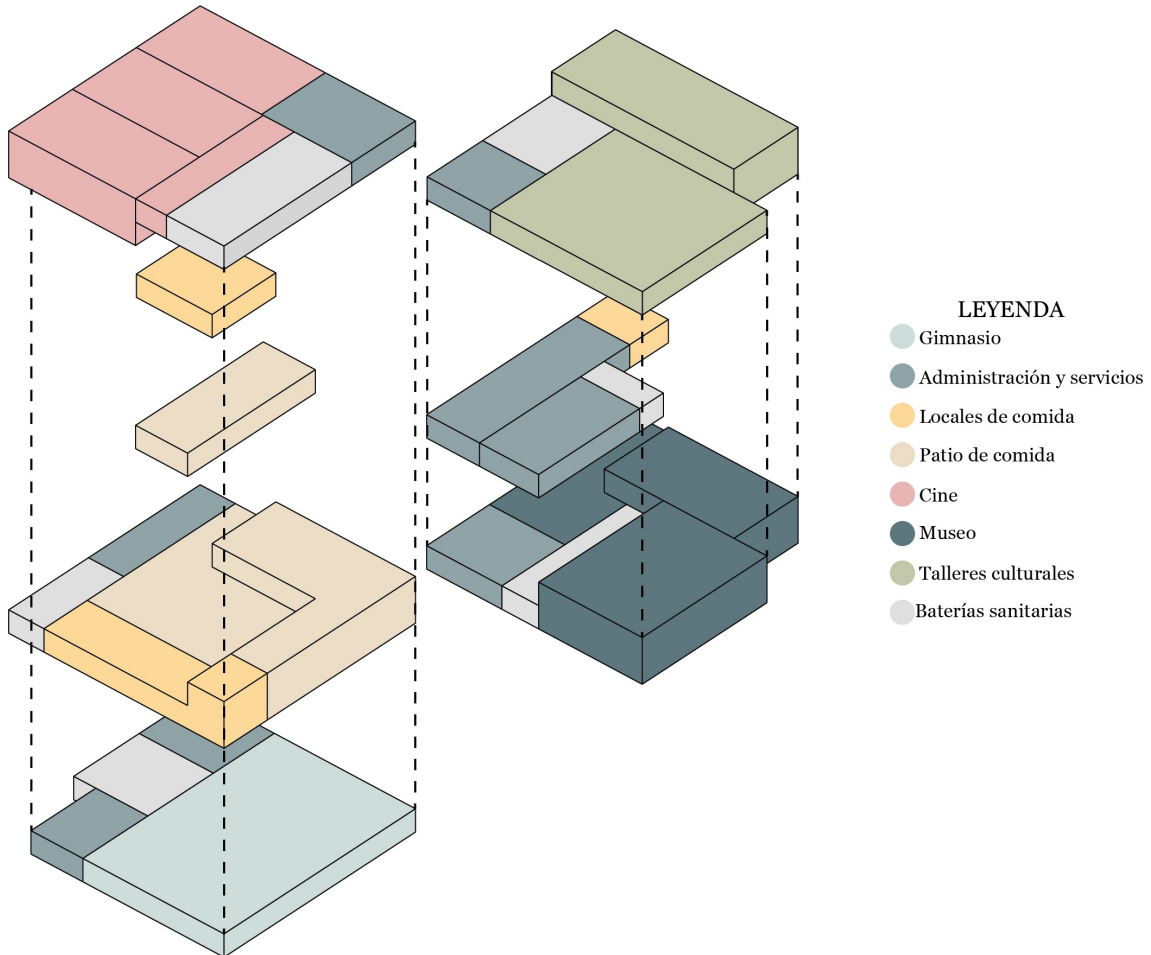 LEYENDA
Gimnasio
Administración y servicios
Locales de comida
Patio de comida
Cine
Museo
Talleres culturales
Baterías sanitarias